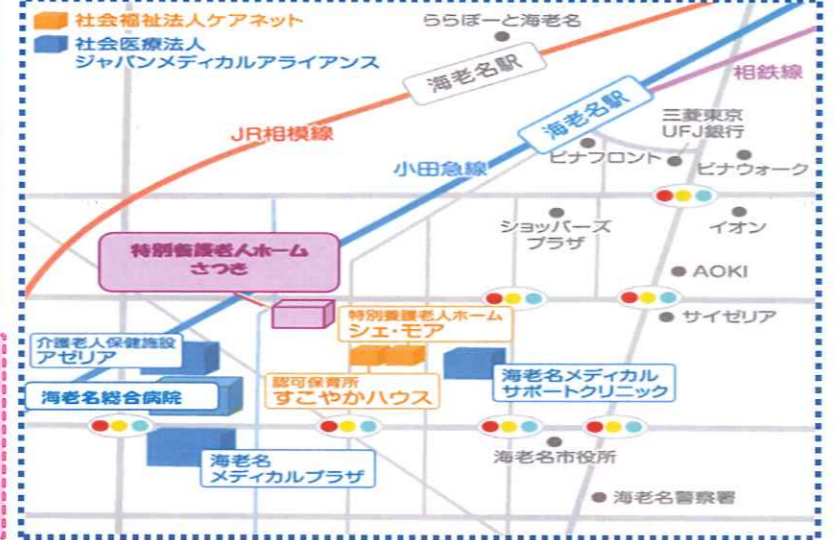 社会福祉法人ケアネット
社会医療法人
ジャパンメディカルアライアンス
ららぽーと海老名
海老名駅
海老名駅
相鉄線
JR相模線
三菱東京
UFJ銀行
小田急線
ビナフロント
ビナウォーク
ショッパーズ
プラザ
イオン
特別養護老人ホーム
さつき
AOKI
特別養護老人ホーム
シェ・モア
サイゼリア
介護老人保健施設
アゼリア
認可保育所
すこやかハウス
海老名メディカル
サポートクリニック
海老名総合病院
海老名
メディカルプラザ
海老名市役所
海老名警察署